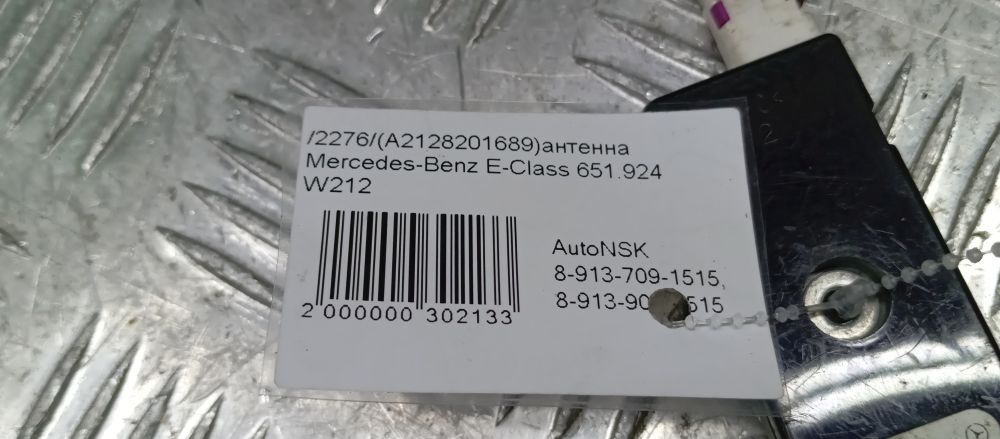 /2276/(A2128201689)антенна
Mercedes-Benz E-Class 651.924
W212
AutoNSK
8-913-709-1515,
2 000000 302133